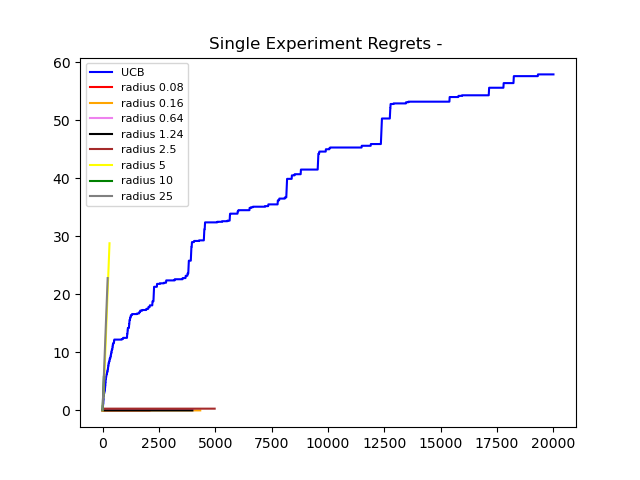 Single Experiment Regrets -
UCB
radius 0.08
radius 0.16
radius 0.64
radius 1.24
radius 2.5
radius 5
radius 10
radius 25
60
50
40
30
20
10
0
0 2500 5000 7500 10000 12500 15000 17500 20000